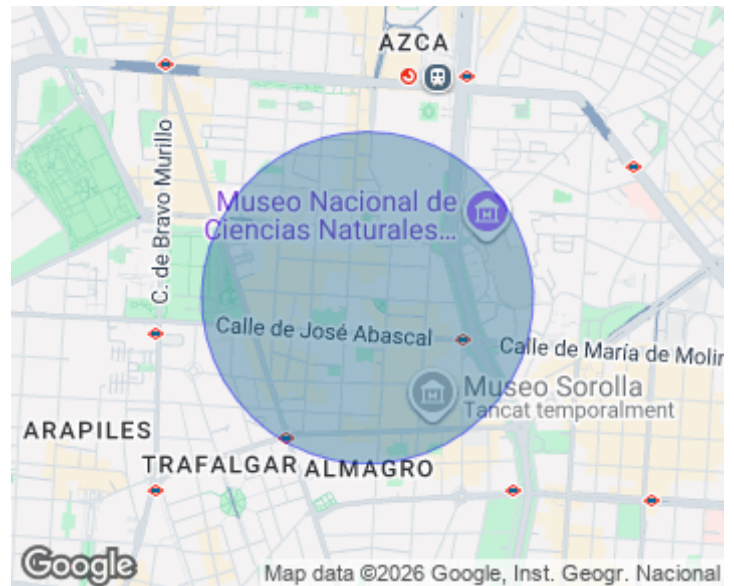 AZCA
C. de Bravo Murillo
Museo Nacional de
Ciencias Naturales...
Calle de José Abascal
Calle de María de Molin
Museo Sorolla
Tancat temporalment
ARAPILES
TRAFALGAR
ALMAGRO
Google
Map data ©2026 Google, Inst. Geogr. Nacional